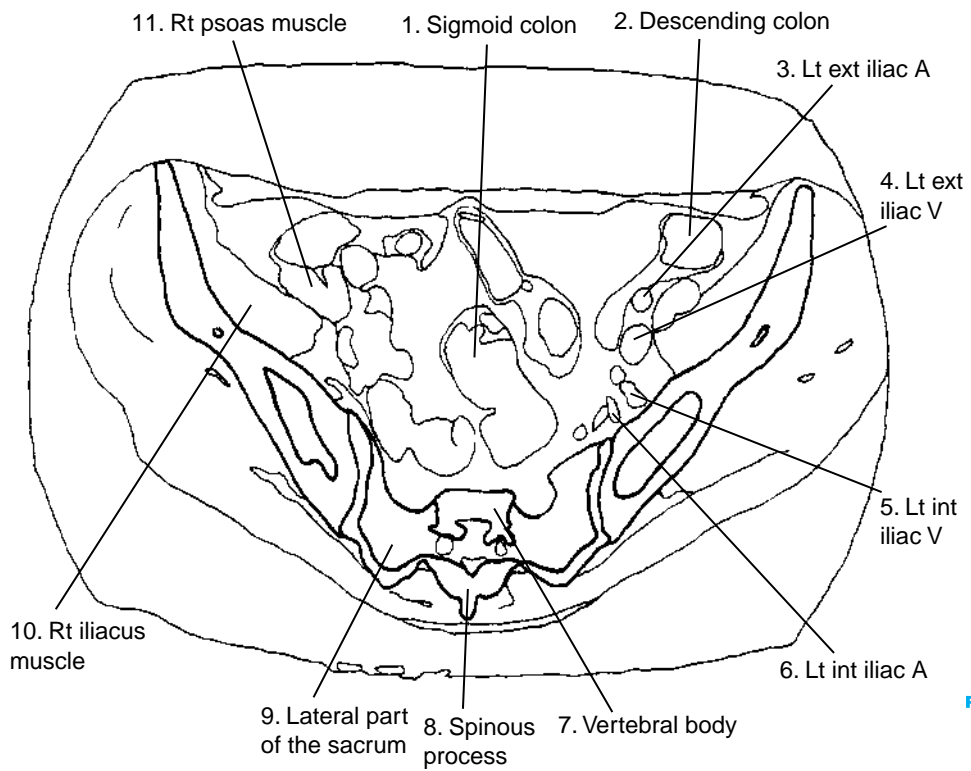 11. Rt psoas muscle
1. Sigmoid colon
2. Descending colon
3. Lt ext iliac A
4. Lt ext
iliac V
5. Lt int
iliac V
6. Lt int iliac A
7. Vertebral body
8. Spinous
process
9. Lateral part
of the sacrum
10. Rt iliacus
muscle